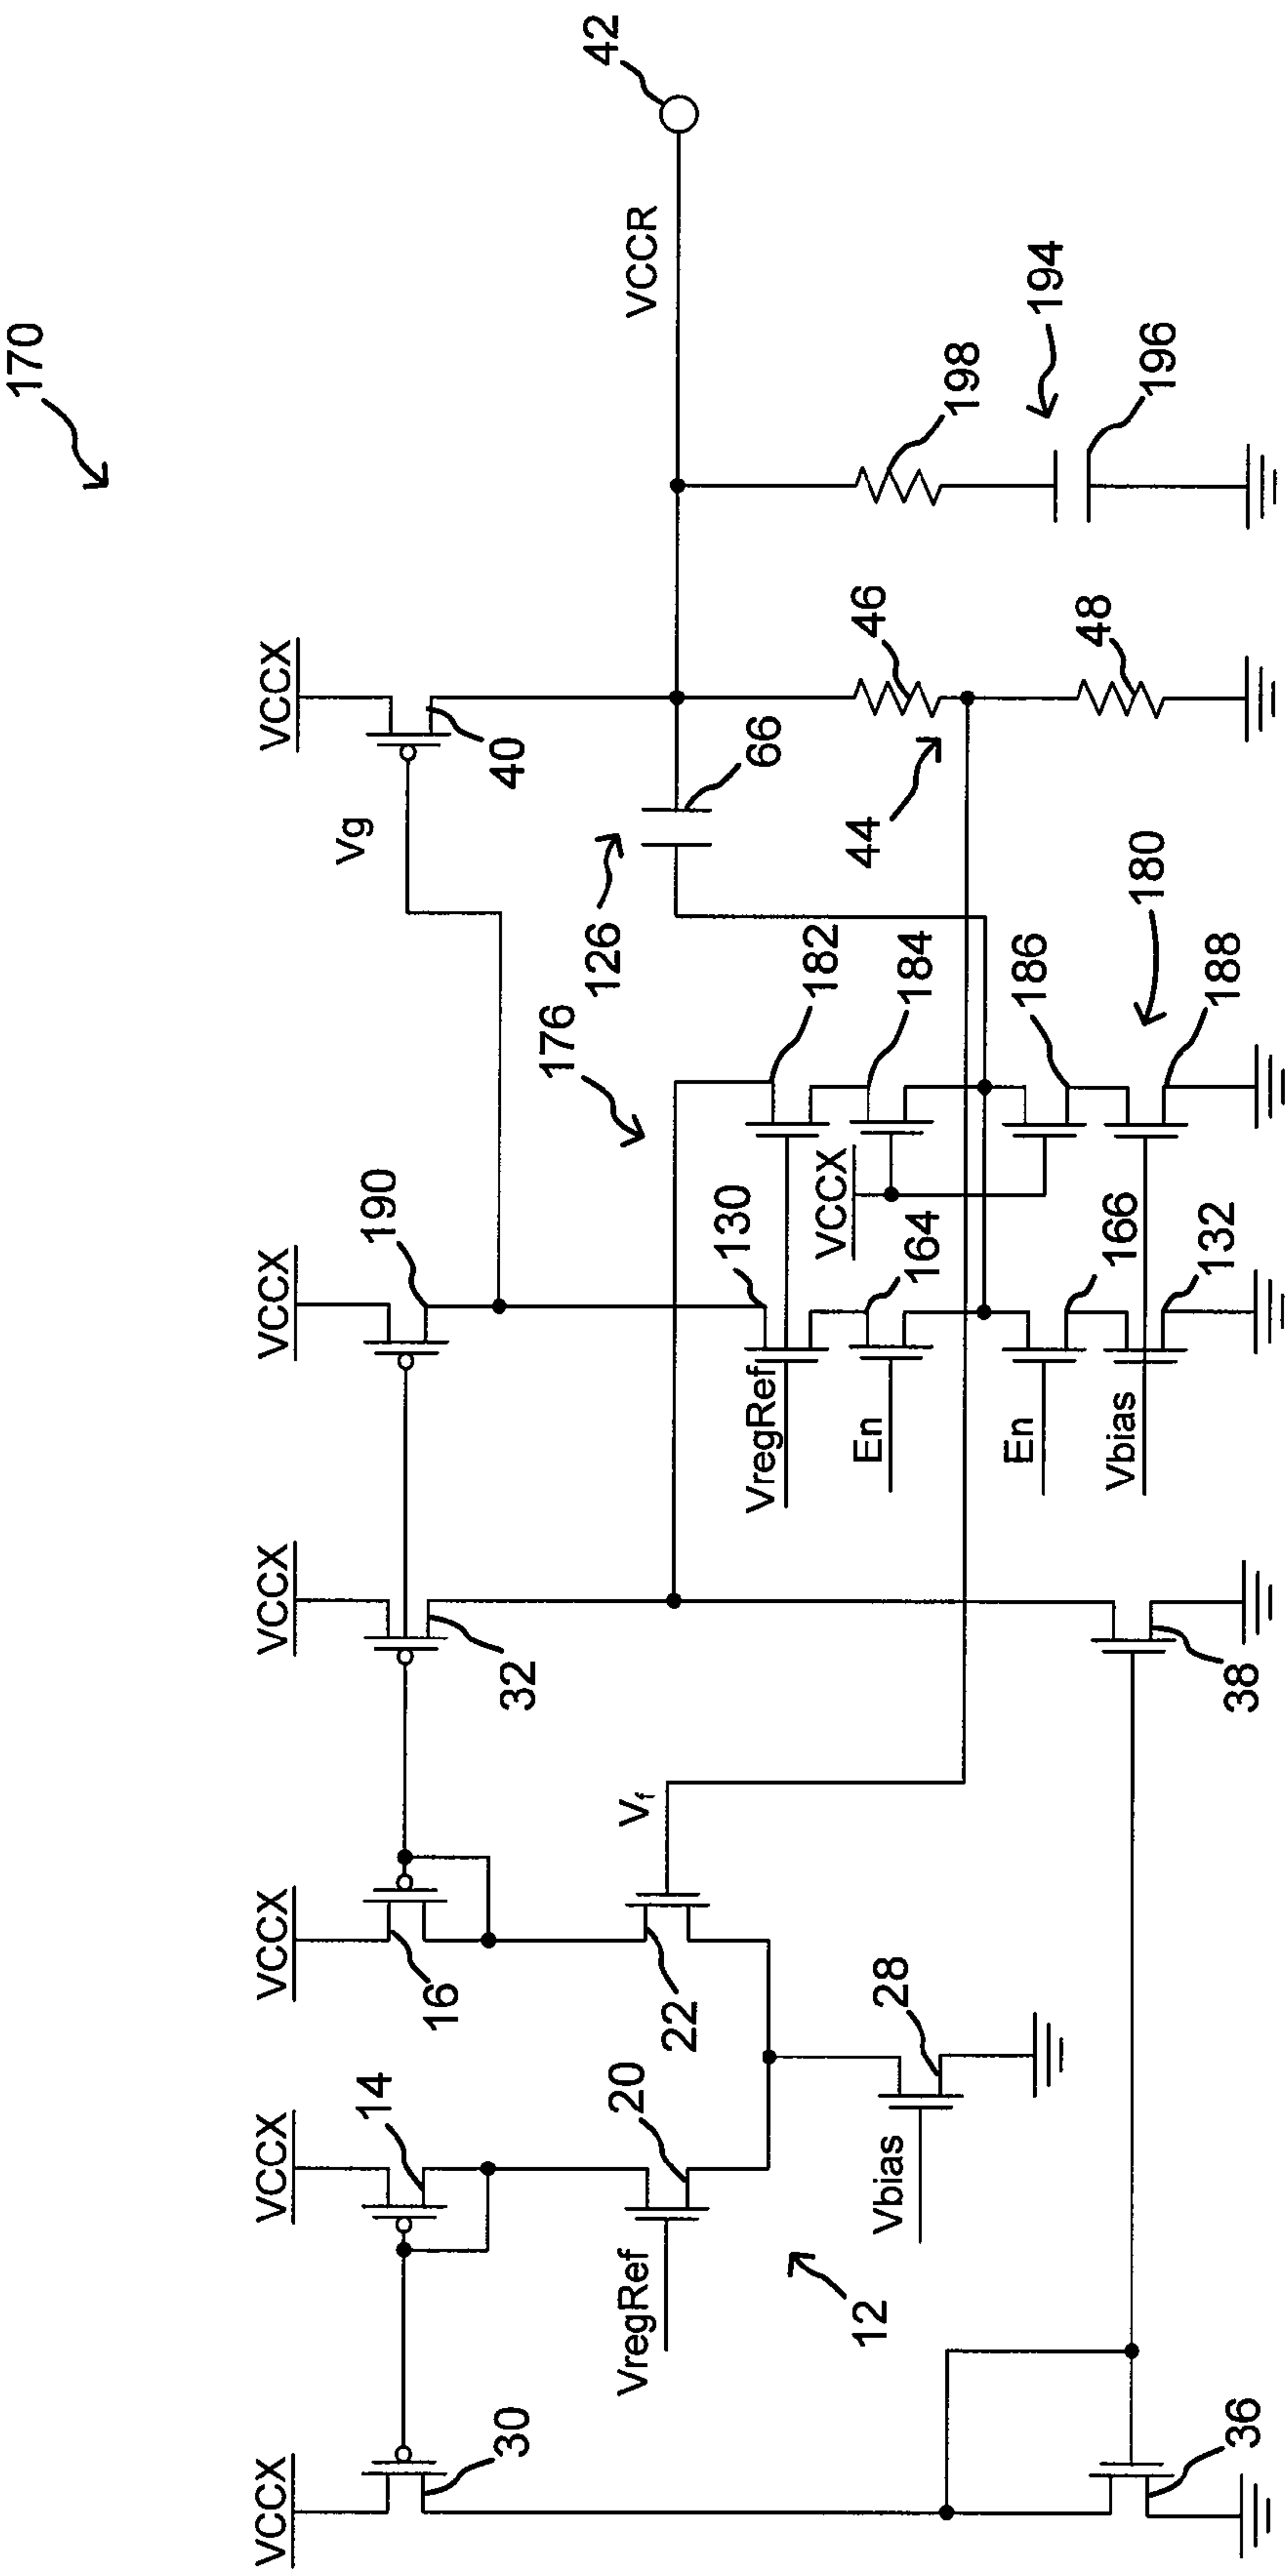 170
42
VCCR
194
198
196
VCCX
40
Vg
66
126
46
44
48
176
182
184
186
180
188
VCCX
190
130
VCCX
164
166
132
VregRef
En
En
Vbias
VCCX
32
38
VCCX
16
Vf
22
28
VCCX
14
20
VregRef
Vbias
12
VCCX
30
36